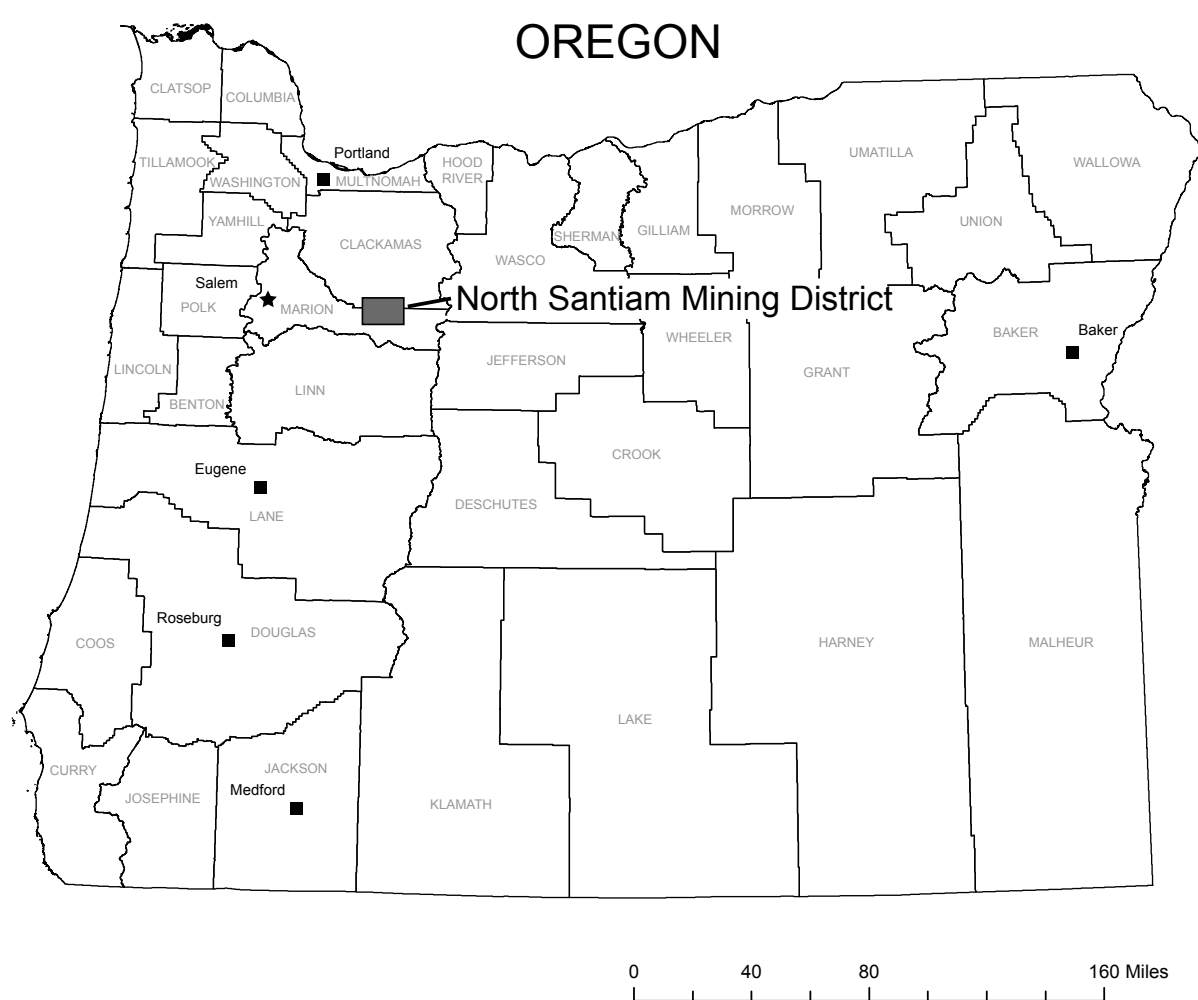 OREGON
CLATSOP
COLUMBIA
Portland
TILLAMOOK
WASHINGTON
MULTNOMAH
HOOD
RIVER
UMATILLA
WALLOWA
YAMHILL
CLACKAMAS
WASCO
SHERMAN
GILLIAM
MORROW
UNION
Salem
POLK
MARION
North Santiam Mining District
LINCOLN
BENTON
LINN
JEFFERSON
WHEELER
GRANT
BAKER
Baker
Eugene
LANE
DESCHUTES
CROOK
Roseburg
DOUGLAS
COOS
HARNEY
MALHEUR
LAKE
CURRY
JOSEPHINE
JACKSON
Medford
KLAMATH
0 40 80 160 Miles